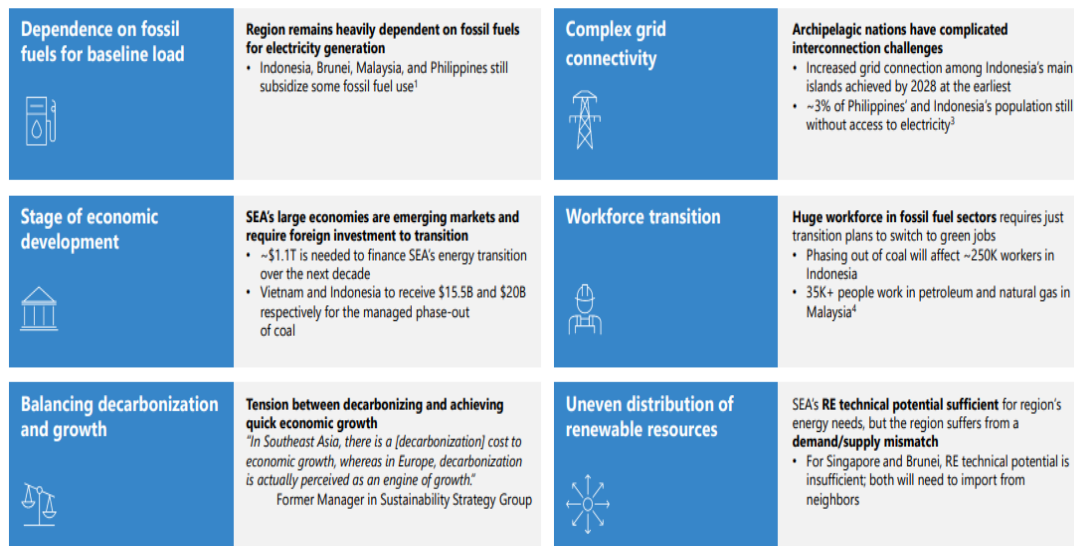 Dependence on fossil
fuels for baseline load
Region remains heavily dependent on fossil fuels
for electricity generation
• Indonesia, Brunei, Malaysia, and Philippines still
subsidize some fossil fuel use¹
Complex grid
connectivity
Archipelagic nations have complicated
interconnection challenges
• Increased grid connection among Indonesia's main
islands achieved by 2028 at the earliest
• ~3% of Philippines' and Indonesia's population still
without access to electricity³
Stage of economic
development
SEA's large economies are emerging markets and
require foreign investment to transition
• ~$1.1T is needed to finance SEA's energy transition
over the next decade
• Vietnam and Indonesia to receive $15.5B and $20B
respectively for the managed phase-out
of coal
Workforce transition
Huge workforce in fossil fuel sectors requires just
transition plans to switch to green jobs
• Phasing out of coal will affect ~250K workers in
Indonesia
• 35K+ people work in petroleum and natural gas in
Malaysia⁴
Balancing decarbonization
and growth
Tension between decarbonizing and achieving
quick economic growth
"In Southeast Asia, there is a [decarbonization] cost to
economic growth, whereas in Europe, decarbonization
is actually perceived as an engine of growth."
Former Manager in Sustainability Strategy Group
Uneven distribution of
renewable resources
SEA's RE technical potential sufficient for region's
energy needs, but the region suffers from a
demand/supply mismatch
• For Singapore and Brunei, RE technical potential is
insufficient; both will need to import from
neighbors